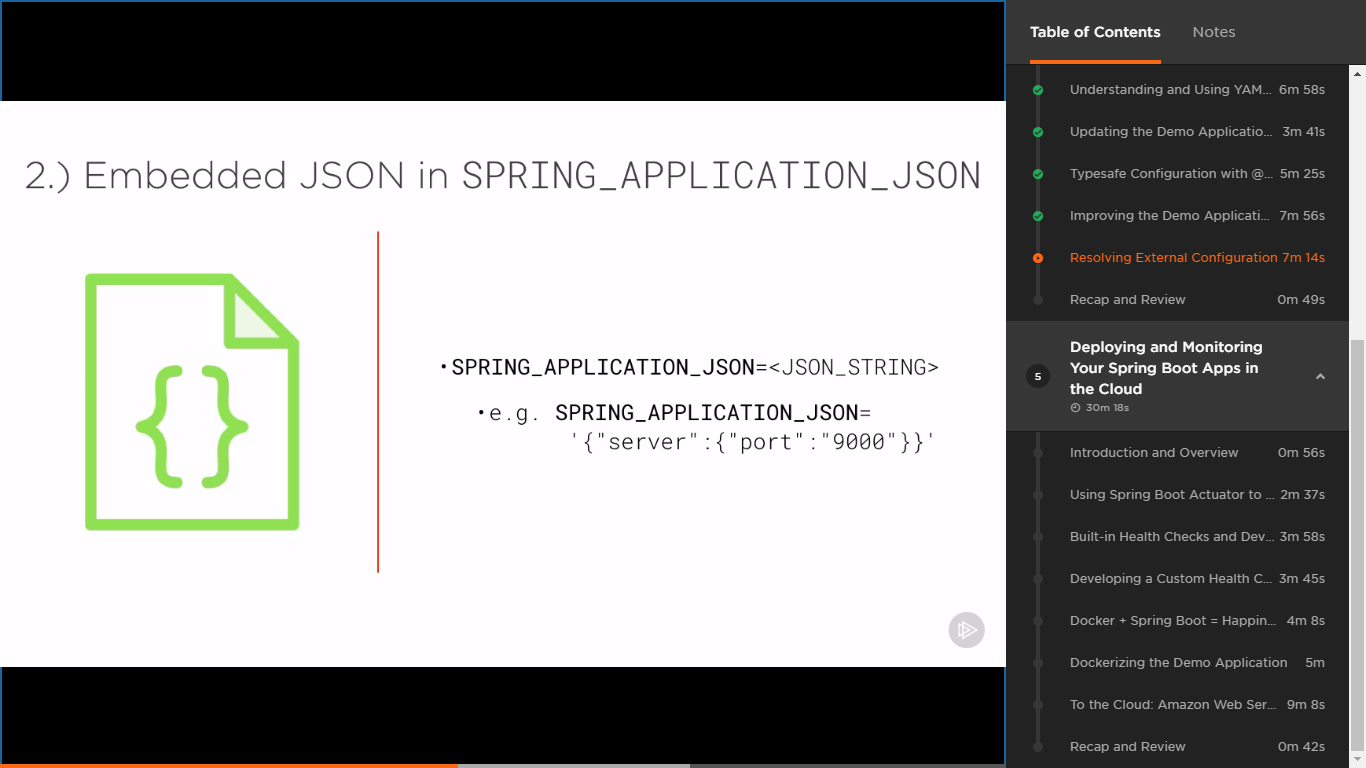 2.) Embedded JSON in SPRING_APPLICATION_JSON
{}
•SPRING_APPLICATION_JSON=<JSON_STRING>
•e.g. SPRING_APPLICATION_JSON=
'{"server":{"port":"9000"}}'
Table of Contents Notes
Understanding and Using YAM... 6m 58s
Updating the Demo Applicatio... 3m 41s
Typesafe Configuration with @... 5m 25s
Improving the Demo Applicati... 7m 56s
Resolving External Configuration 7m 14s
Recap and Review 0m 49s
5
Deploying and Monitoring
Your Spring Boot Apps in
the Cloud
30m 18s
Introduction and Overview 0m 56s
Using Spring Boot Actuator to ... 2m 37s
Built-in Health Checks and Dev... 3m 58s
Developing a Custom Health C... 3m 45s
Docker + Spring Boot = Happin... 4m 8s
Dockerizing the Demo Application 5m
To the Cloud: Amazon Web Ser... 9m 8s
Recap and Review 0m 42s